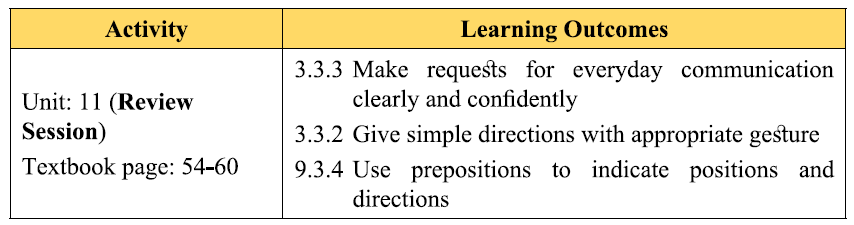 Activity
Learning Outcomes
Unit: 11 (Review
Session)
Textbook page: 54-60
3.3.3 Make requests for everyday communication
clearly and confidently
3.3.2 Give simple directions with appropriate gesture
9.3.4 Use prepositions to indicate positions and
directions